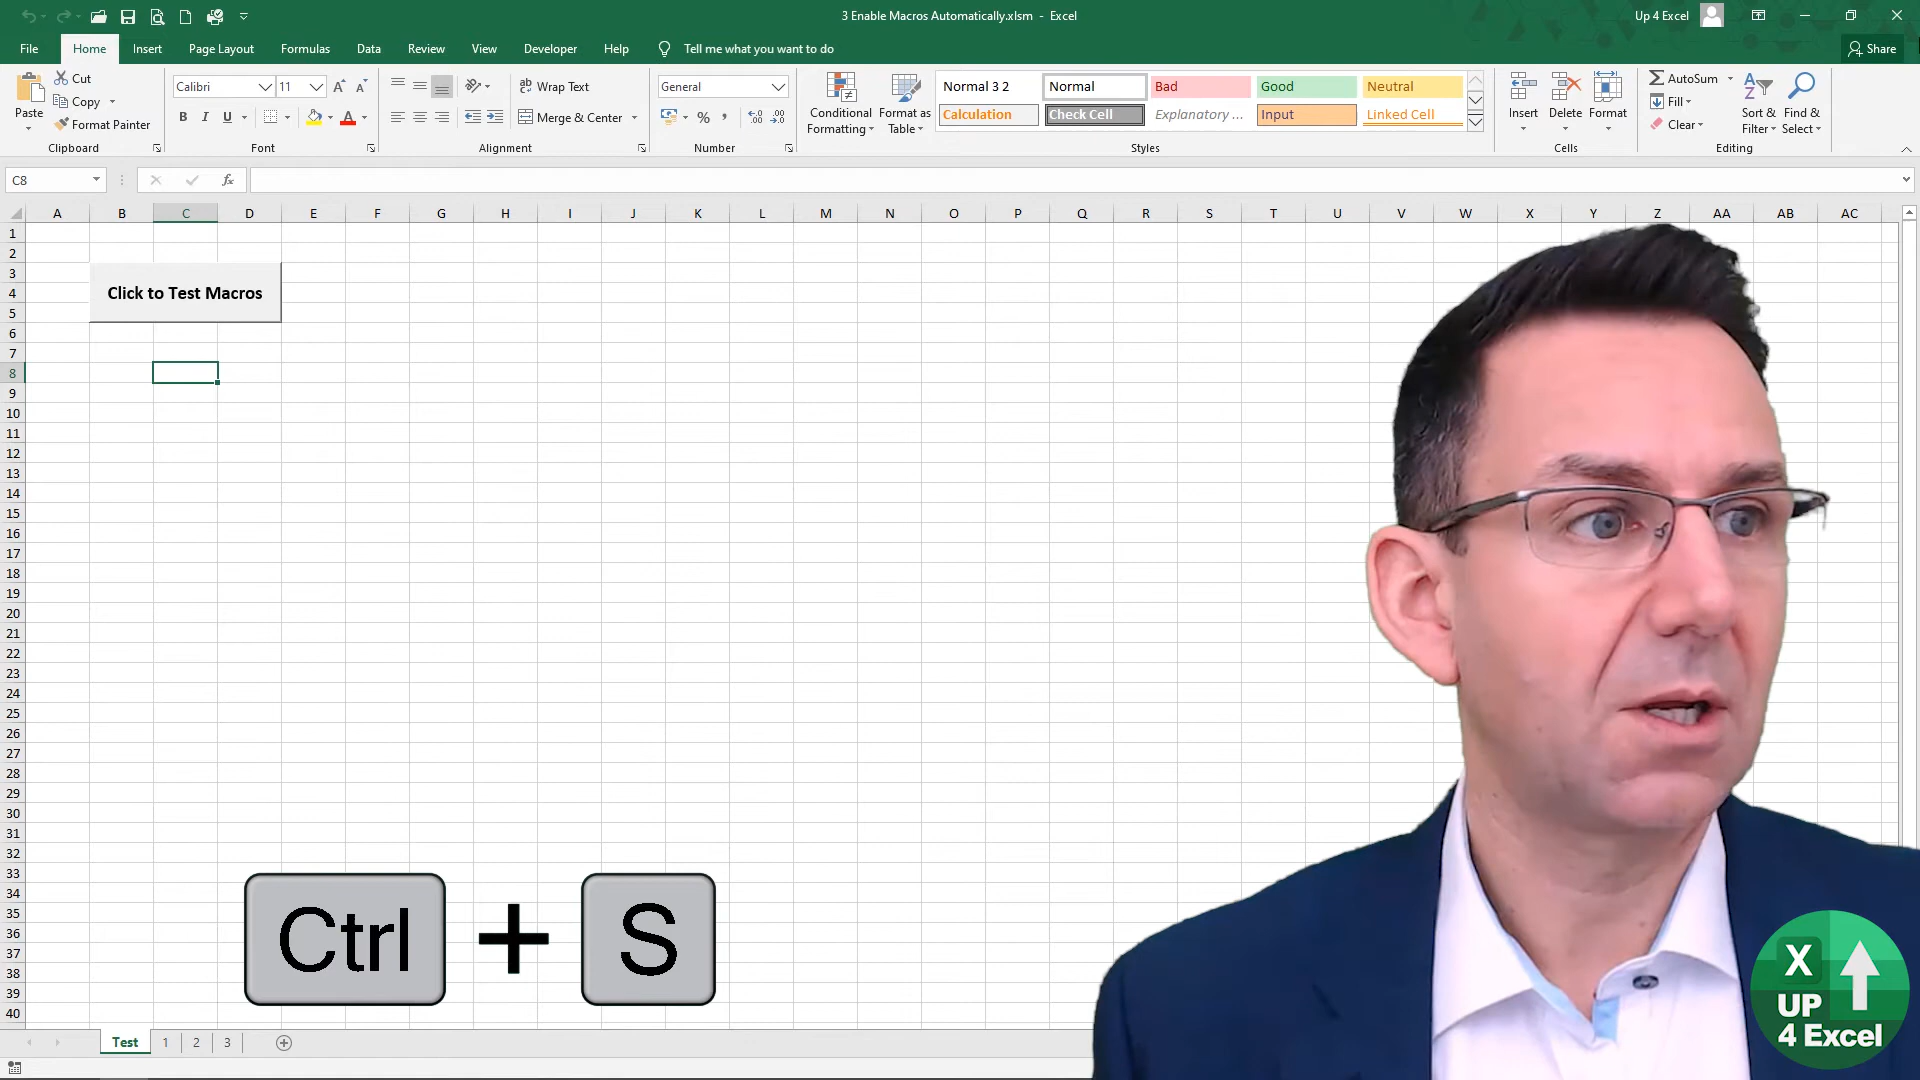 3 Enable Macros Automatically.xlsm - Excel
Up 4 Excel
File Home Insert Page Layout Formulas Data Review View Developer Help Tell me what you want to do Share
Paste
Cut
Copy
Format Painter
Clipboard
Calibri 11
B I U A
Font
Wrap Text
Merge & Center
Alignment
General
%
Number
Conditional Formatting
Format as Table
Normal 3 2 Normal Bad Good Neutral
Calculation Check Cell Explanatory ... Input Linked Cell
Styles
Insert Delete Format
Cells
AutoSum
Fill
Clear
Sort & Filter
Find & Select
Editing
C8 fx
A B C D E F G H I J K L M N O P Q R S T U V W X Y Z AA AB AC
1
2
3
4
5
6
7
8
9
10
11
12
13
14
15
16
17
18
19
20
21
22
23
24
25
26
27
28
29
30
31
32
33
34
35
36
37
38
39
40
Click to Test Macros
Ctrl + S
X
UP
4 Excel
Test 1 2 3